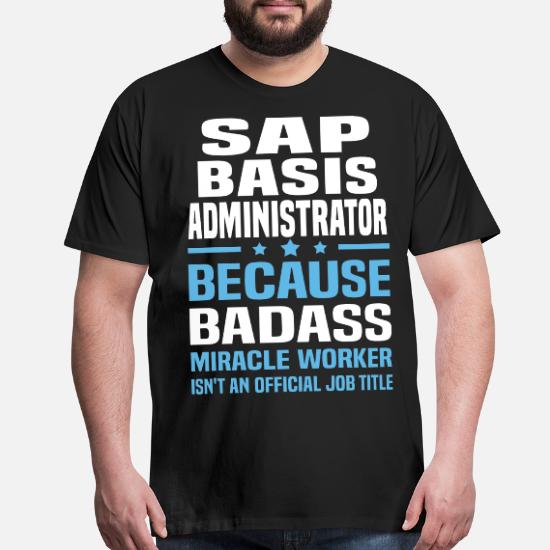 SAP
BASIS
ADMINISTRATOR
BECAUSE
BADASS
MIRACLE WORKER
ISN'T AN OFFICIAL JOB TITLE